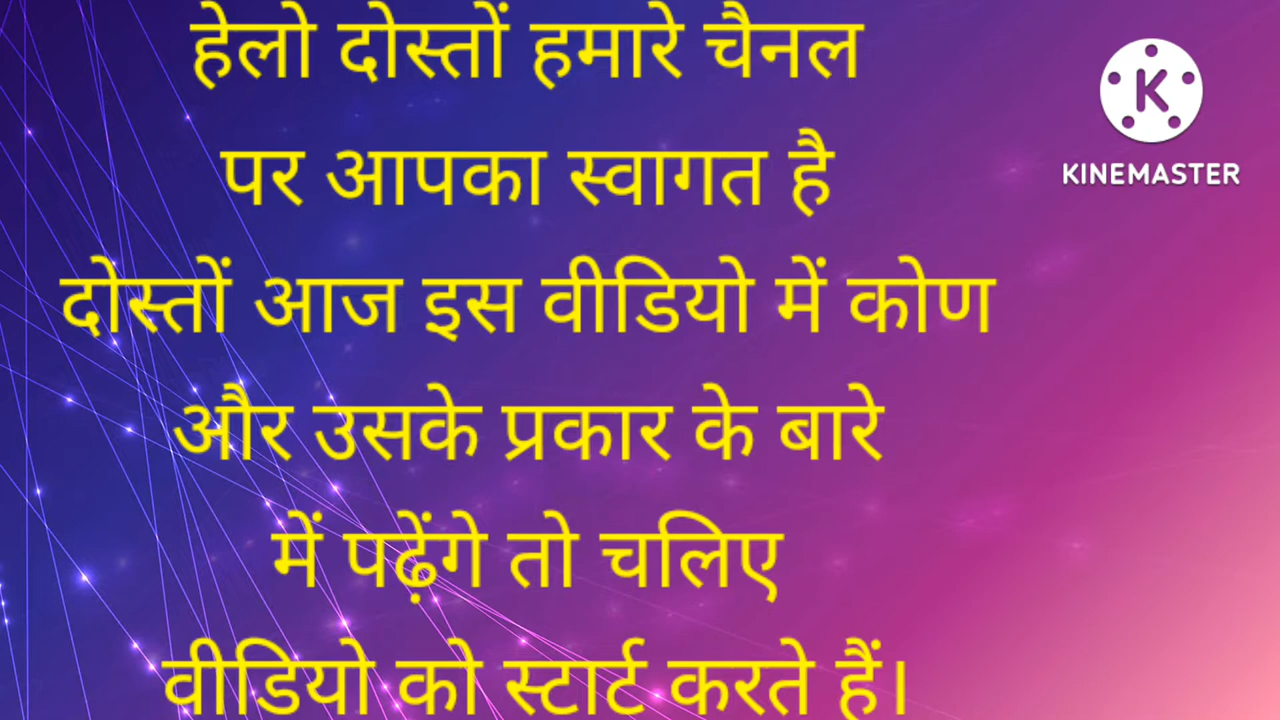 हेलो दोस्तों हमारे चैनल
पर आपका स्वागत है
दोस्तों आज इस वीडियो में कोण
और उसके प्रकार के बारे
में पढ़ेंगे तो चलिए
वीडियो को स्टार्ट करते हैं।
K
KINEMASTER